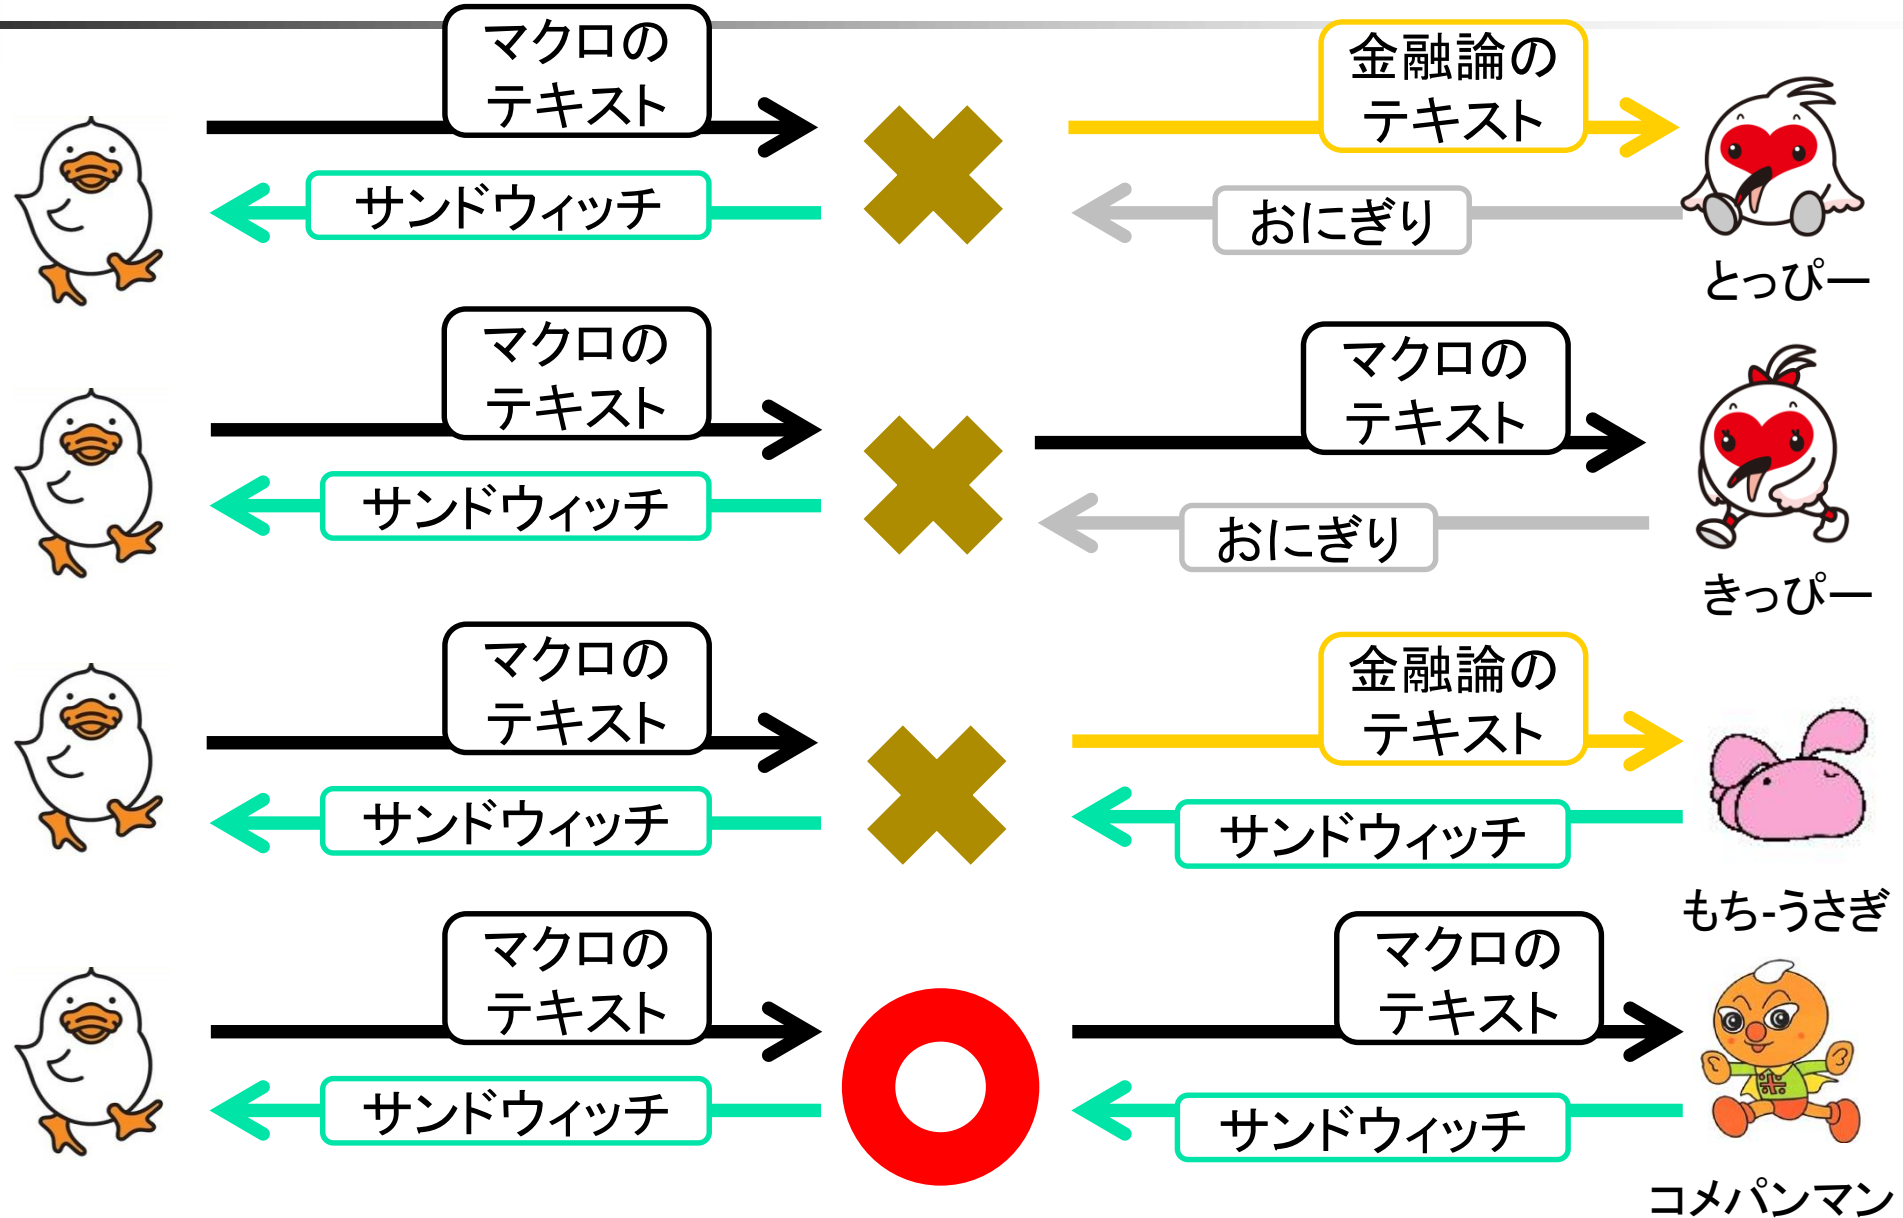 マクロの
テキスト
金融論の
テキスト
サンドウィッチ
おにぎり
とっぴー
マクロの
テキスト
マクロの
テキスト
サンドウィッチ
おにぎり
きっぴー
マクロの
テキスト
金融論の
テキスト
サンドウィッチ
サンドウィッチ
もち-うさぎ
マクロの
テキスト
マクロの
テキスト
サンドウィッチ
サンドウィッチ
米
コメパンマン